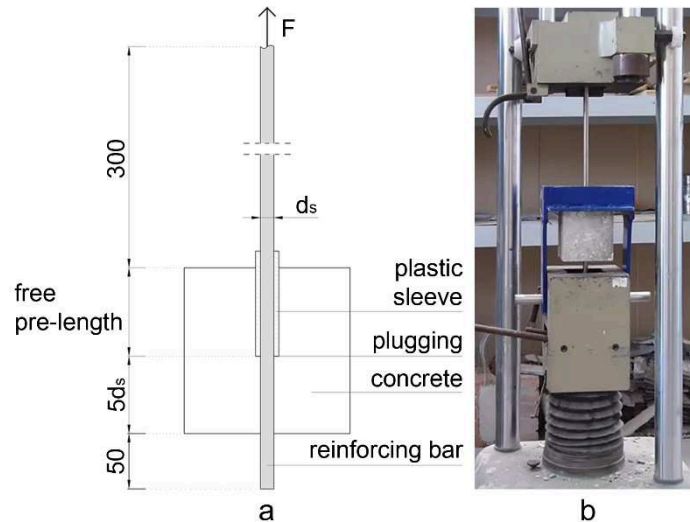 F
300
ds
free
pre-length
plastic
sleeve
plugging
5ds
concrete
50
reinforcing bar
a
b